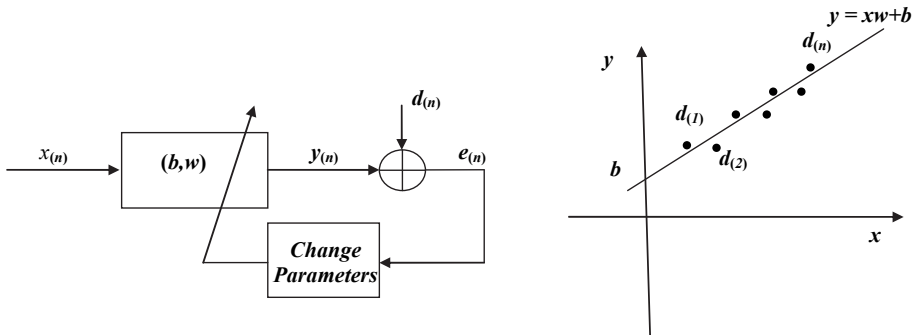 x(n)
(b,w)
y(n)
d(n)
e(n)
Change
Parameters
y = xw+b
d(n)
y
d(1)
d(2)
b
x